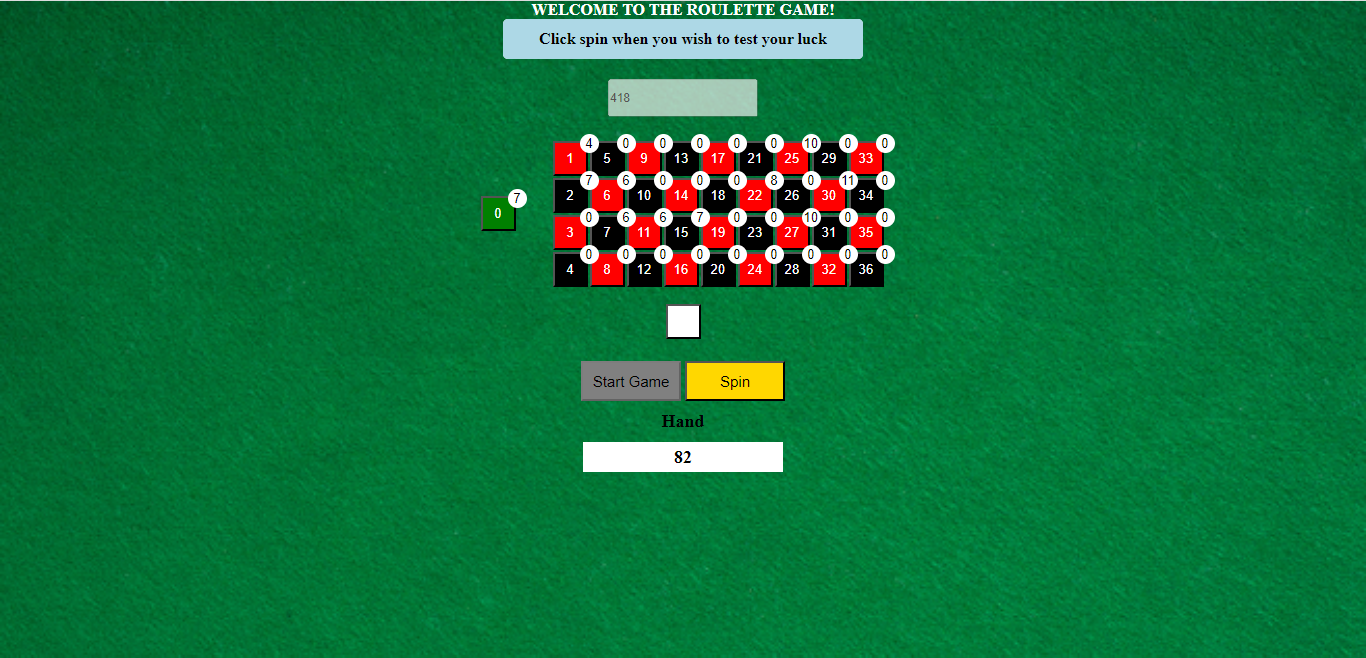 WELCOME TO THE ROULETTE GAME!
Click spin when you wish to test your luck
418
4 0 0 0 0 0 10 0 0
1 5 9 13 17 21 25 29 33
7 6 0 0 0 8 0 11 0
2 6 10 14 18 22 26 30 34
7
0
0 6 6 7 0 0 10 0 0
3 7 11 15 19 23 27 31 35
0 0 0 0 0 0 0 0 0
4 8 12 16 20 24 28 32 36
Start Game Spin
Hand
82